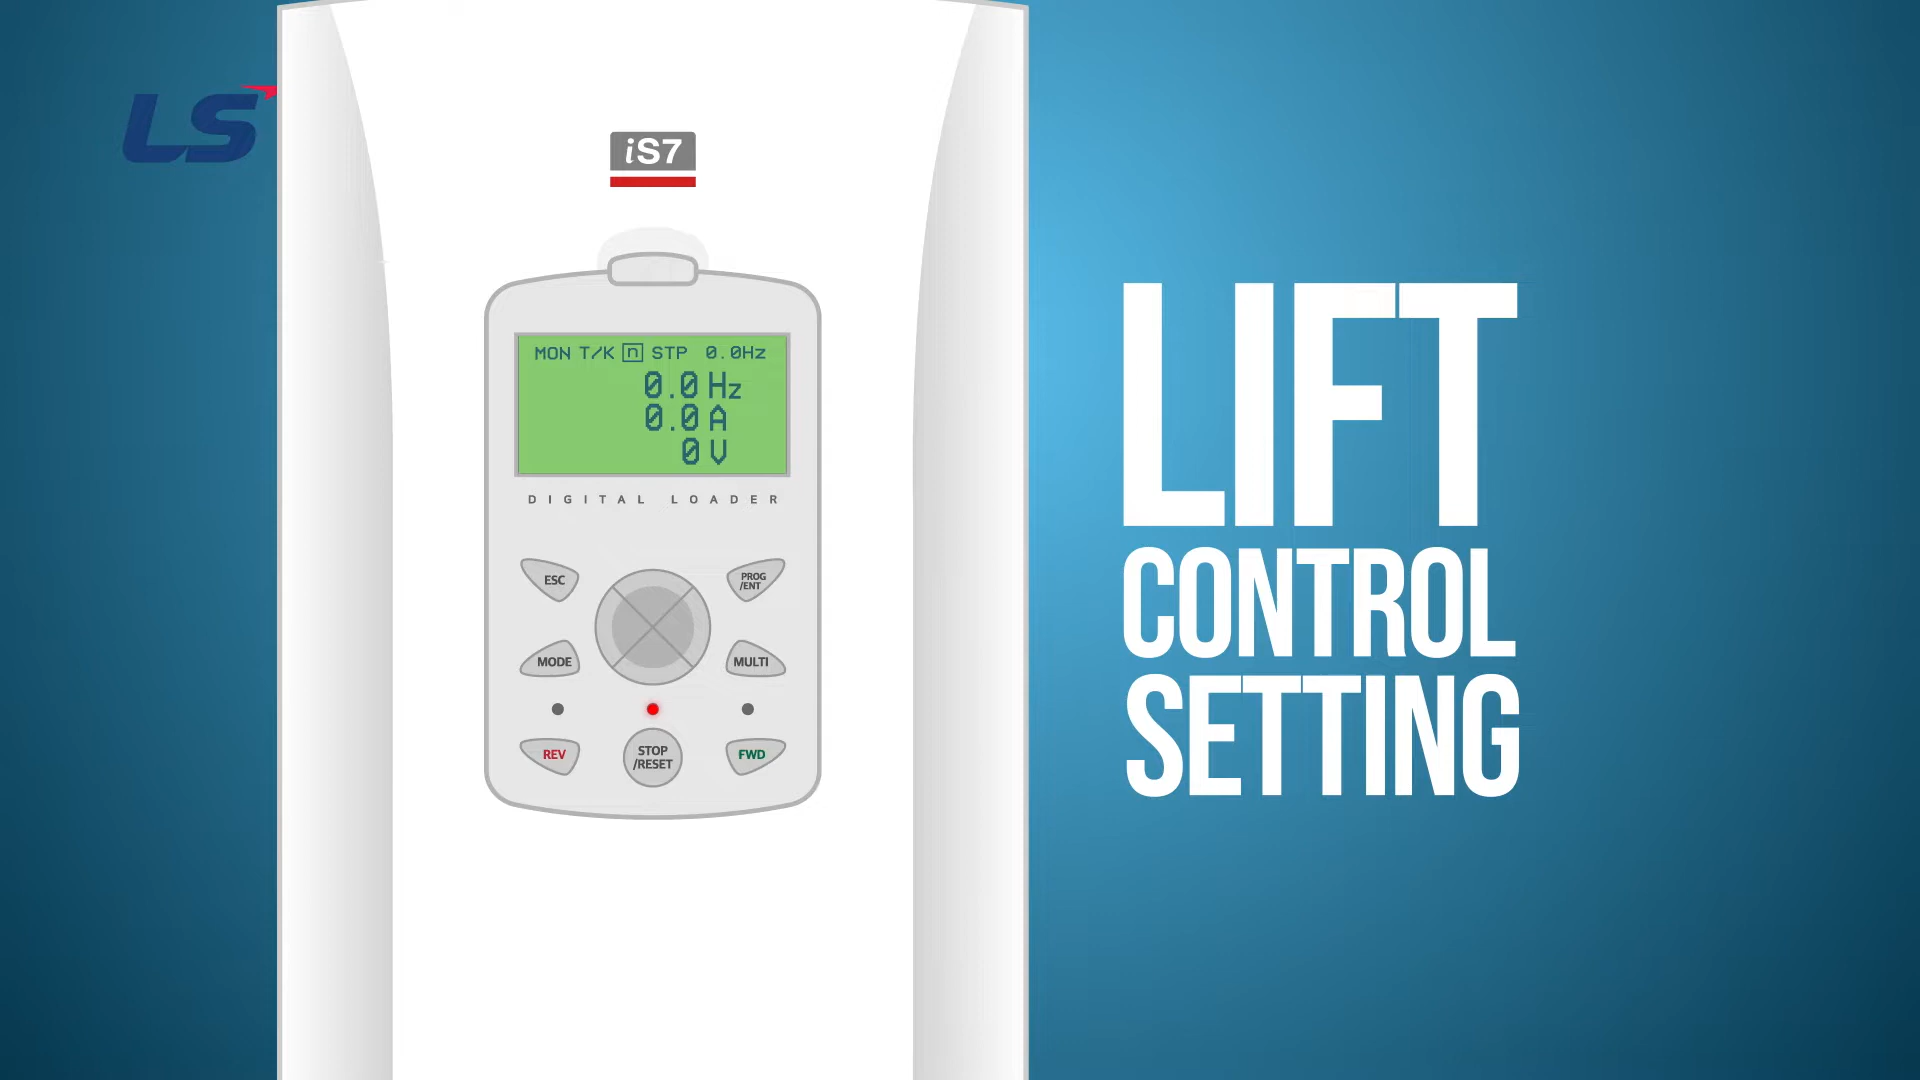 LS
iS7
MON T/K n STP 0.0Hz
0.0 Hz
0.0 A
0 V
DIGITAL LOADER
ESC
PROG
/ENT
MODE
MULTI
REV
STOP
/RESET
FWD
LIFT
CONTROL
SETTING